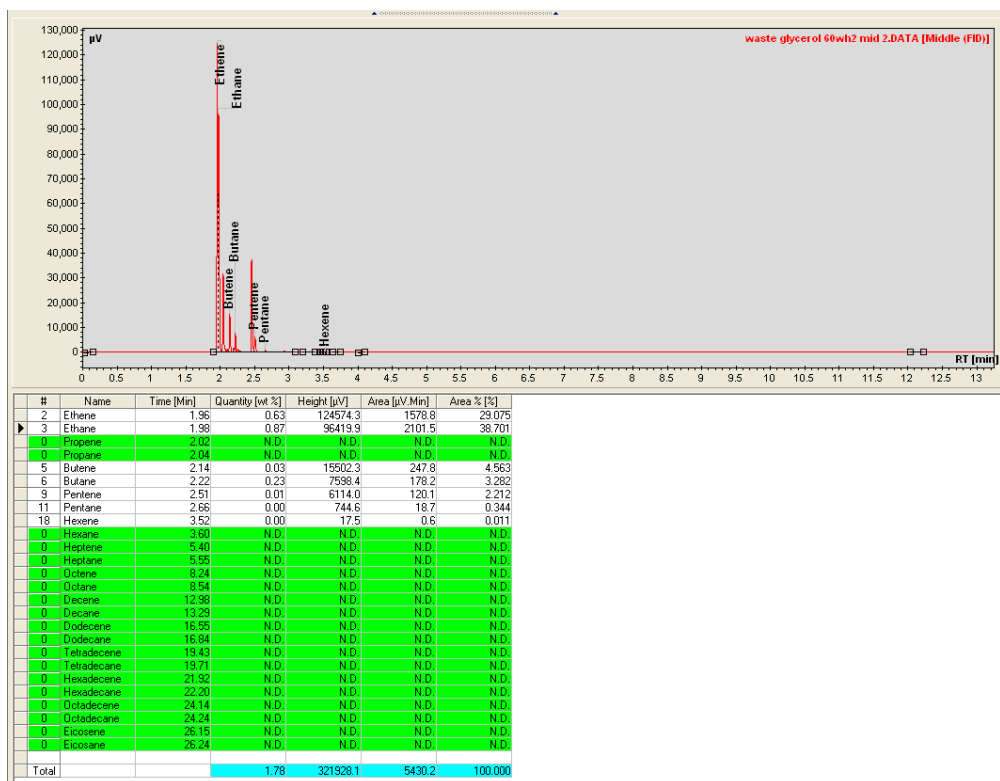 130,000
µV
waste glycerol 60wh2 mid 2.DATA [Middle (FID)]
120,000
110,000
100,000
90,000
80,000
70,000
60,000
50,000
40,000
30,000
20,000
10,000
0
Ethene
Ethane
Butene
Butane
Pentene
Pentane
Hexene
RT [min]
0 0.5 1 1.5 2 2.5 3 3.5 4 4.5 5 5.5 6 6.5 7 7.5 8 8.5 9 9.5 10 10.5 11 11.5 12 12.5 13
# Name Time [Min] Quantity [wt %] Height [µV] Area [µV.Min] Area % [%]
2 Ethene 1.96 0.63 124574.3 1578.8 29.075
3 Ethane 1.98 0.87 96419.9 2101.5 38.701
0 Propene 2.02 N.D. N.D. N.D. N.D.
0 Propane 2.04 N.D. N.D. N.D. N.D.
5 Butene 2.14 0.03 15502.3 247.8 4.563
6 Butane 2.22 0.23 7598.4 178.2 3.282
9 Pentene 2.51 0.01 6114.0 120.1 2.212
11 Pentane 2.66 0.00 744.6 18.7 0.344
18 Hexene 3.52 0.00 17.5 0.6 0.011
0 Hexane 3.60 N.D. N.D. N.D. N.D.
0 Heptene 5.40 N.D. N.D. N.D. N.D.
0 Heptane 5.55 N.D. N.D. N.D. N.D.
0 Octene 8.24 N.D. N.D. N.D. N.D.
0 Octane 8.54 N.D. N.D. N.D. N.D.
0 Decene 12.98 N.D. N.D. N.D. N.D.
0 Decane 13.29 N.D. N.D. N.D. N.D.
0 Dodecene 16.55 N.D. N.D. N.D. N.D.
0 Dodecane 16.84 N.D. N.D. N.D. N.D.
0 Tetradecene 19.43 N.D. N.D. N.D. N.D.
0 Tetradecane 19.71 N.D. N.D. N.D. N.D.
0 Hexadecene 21.92 N.D. N.D. N.D. N.D.
0 Hexadecane 22.20 N.D. N.D. N.D. N.D.
0 Octadecene 24.14 N.D. N.D. N.D. N.D.
0 Octadecane 24.24 N.D. N.D. N.D. N.D.
0 Eicosene 26.15 N.D. N.D. N.D. N.D.
0 Eicosane 26.24 N.D. N.D. N.D. N.D.
Total 1.78 321928.1 5430.2 100.000